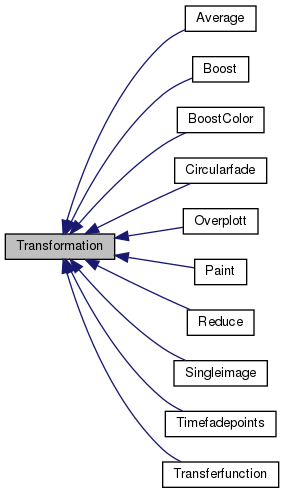 Average
Boost
BoostColor
Circularfade
Overplott
Transformation
Paint
Reduce
Singleimage
Timefadepoints
Transferfunction